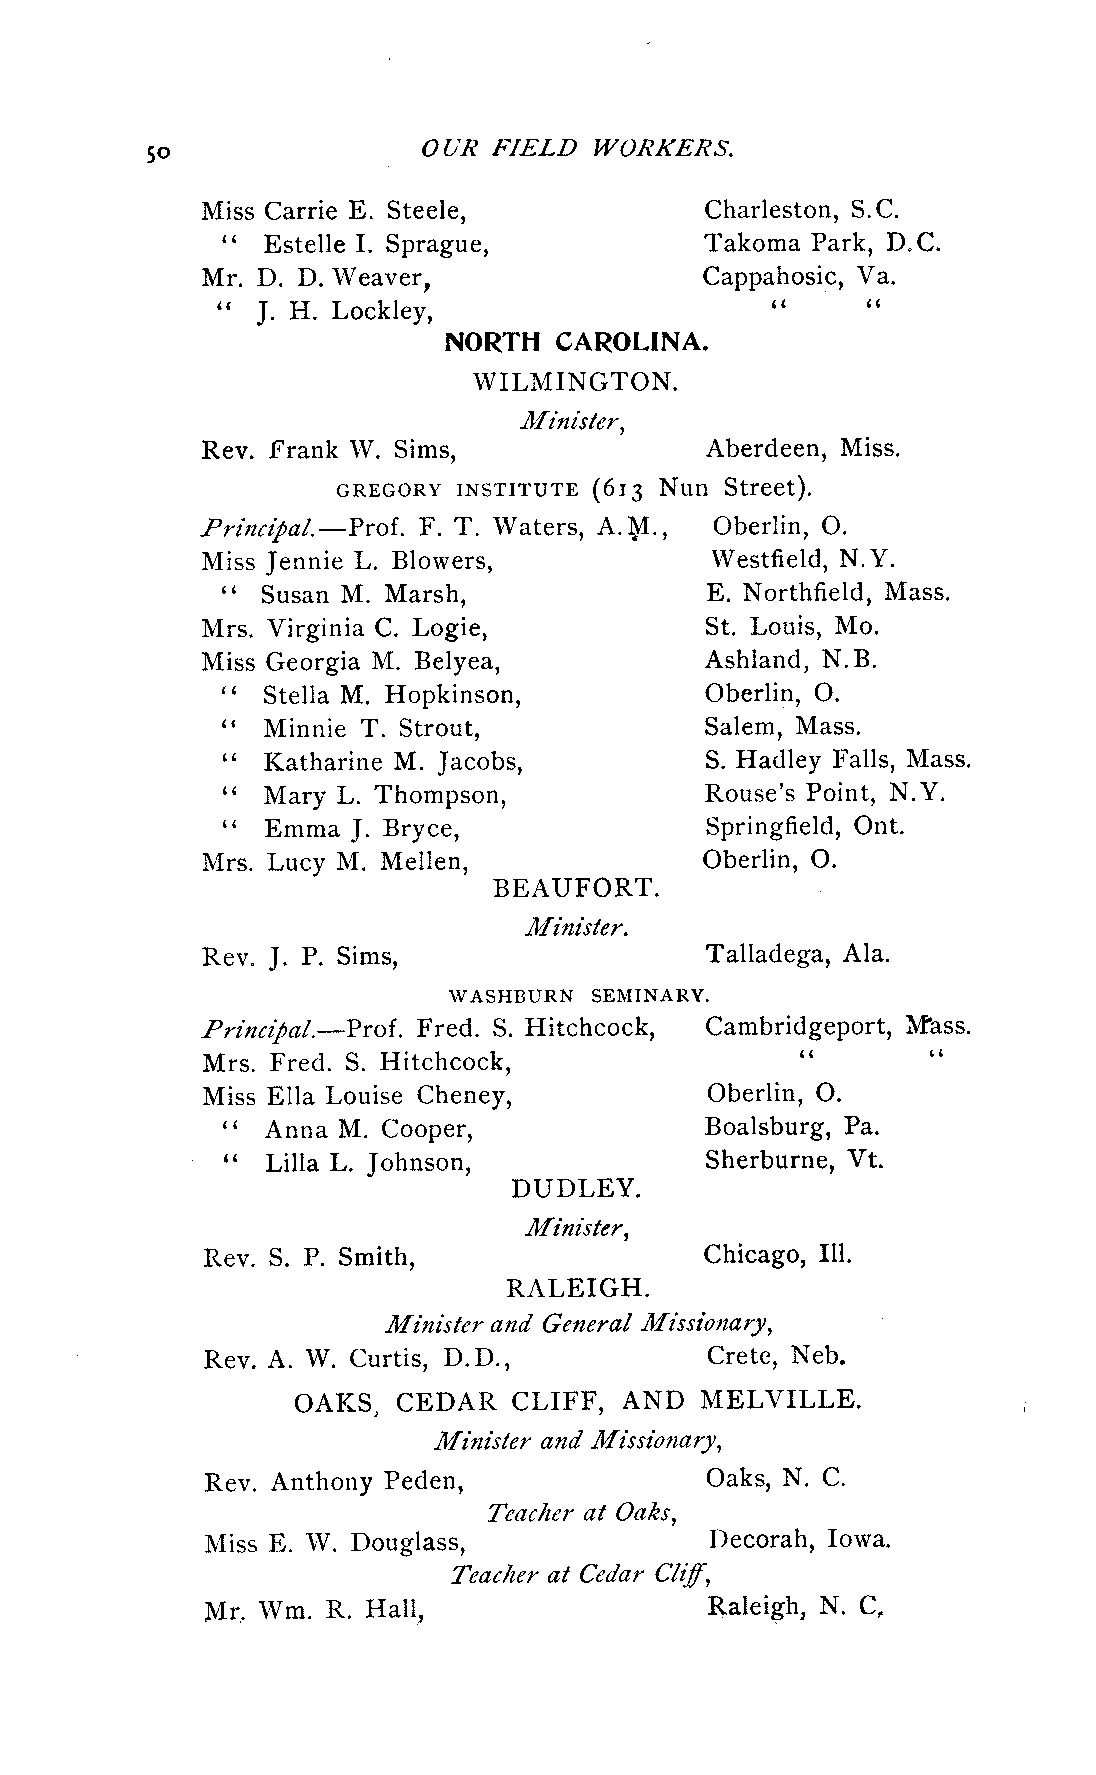 50 OUR FIELD WORKERS.
Miss Carrie E. Steele, Charleston, S.C.
“ Estelle I. Sprague, Takoma Park, D.C.
Mr. D. D. Weaver, Cappahosic, Va.
“ J. H. Lockley, “ “
NORTH CAROLINA.
WILMINGTON.
Minister,
Rev. Frank W. Sims, Aberdeen, Miss.
GREGORY INSTITUTE (613 Nun Street).
Principal.—Prof. F. T. Waters, A.M., Oberlin, O.
Miss Jennie L. Blowers, Westfield, N.Y.
“ Susan M. Marsh, E. Northfield, Mass.
Mrs. Virginia C. Logie, St. Louis, Mo.
Miss Georgia M. Belyea, Ashland, N.B.
“ Stella M. Hopkinson, Oberlin, O.
“ Minnie T. Strout, Salem, Mass.
“ Katharine M. Jacobs, S. Hadley Falls, Mass.
“ Mary L. Thompson, Rouse's Point, N.Y.
“ Emma J. Bryce, Springfield, Ont.
Mrs. Lucy M. Mellen, Oberlin, O.
BEAUFORT.
Minister.
Rev. J. P. Sims, Talladega, Ala.
WASHBURN SEMINARY.
Principal.—Prof. Fred. S. Hitchcock, Cambridgeport, Mass.
Mrs. Fred. S. Hitchcock, “ “
Miss Ella Louise Cheney, Oberlin, O.
“ Anna M. Cooper, Boalsburg, Pa.
“ Lilla L. Johnson, Sherburne, Vt.
DUDLEY.
Minister,
Rev. S. P. Smith, Chicago, Ill.
RALEIGH.
Minister and General Missionary,
Rev. A. W. Curtis, D.D., Crete, Neb.
OAKS, CEDAR CLIFF, AND MELVILLE.
Minister and Missionary,
Rev. Anthony Peden, Oaks, N. C.
Teacher at Oaks,
Miss E. W. Douglass, Decorah, Iowa.
Teacher at Cedar Cliff,
Mr. Wm. R. Hall, Raleigh, N. C.